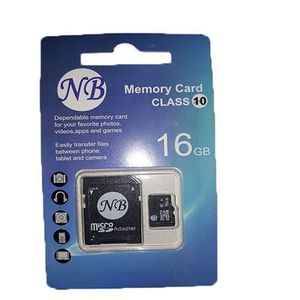 NB
Memory Card
CLASS 10
Dependable memory card
for your favorite photos,
videos,apps and games
Easily transfer files
between phone,
tablet and camera
16GB
NB
micro
SD
Adapter